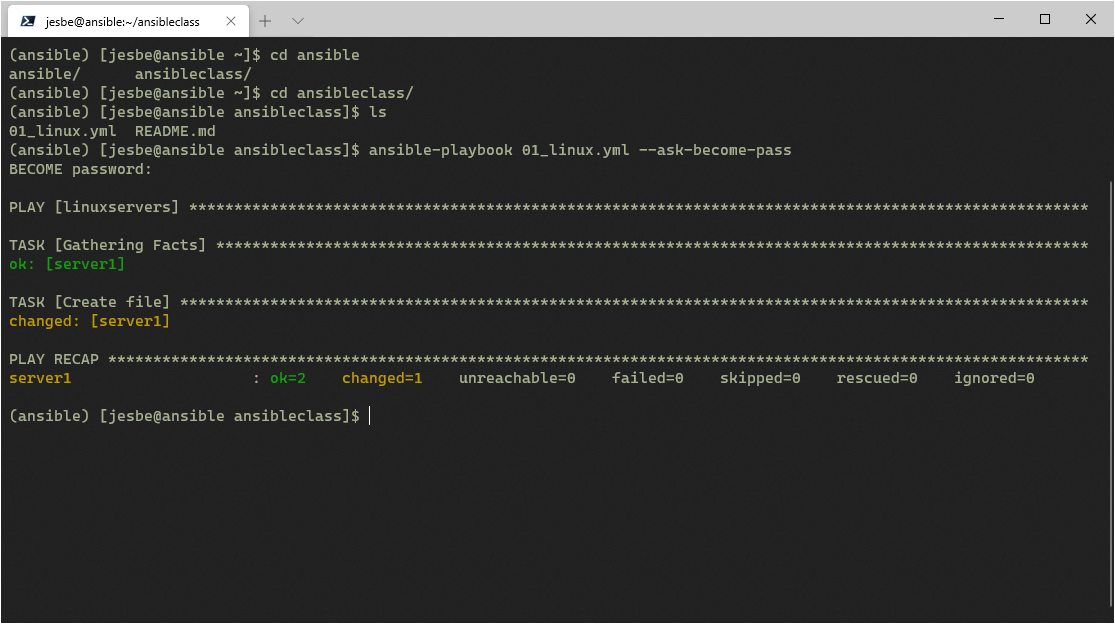 jesbe@ansible:~/ansibleclass
(ansible) [jesbe@ansible ~]$ cd ansible
ansible/      ansibleclass/
(ansible) [jesbe@ansible ~]$ cd ansibleclass/
(ansible) [jesbe@ansible ansibleclass]$ ls
01_linux.yml  README.md
(ansible) [jesbe@ansible ansibleclass]$ ansible-playbook 01_linux.yml --ask-become-pass
BECOME password:
PLAY [linuxservers] ****************************************************************************************************
TASK [Gathering Facts] *************************************************************************************************
ok: [server1]
TASK [Create file] *****************************************************************************************************
changed: [server1]
PLAY RECAP *************************************************************************************************************
server1                    : ok=2    changed=1    unreachable=0    failed=0    skipped=0    rescued=0    ignored=0
(ansible) [jesbe@ansible ansibleclass]$